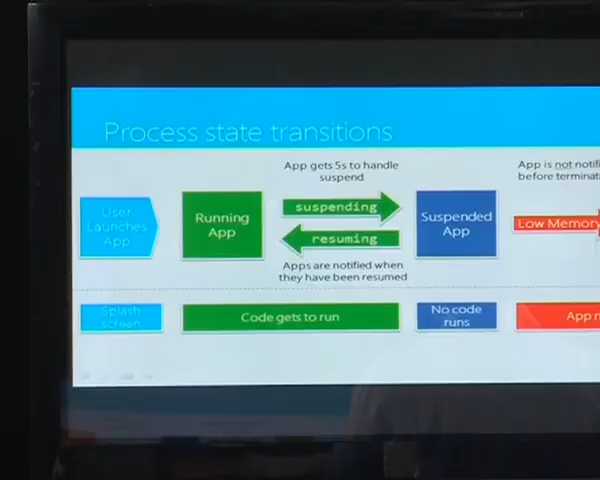 Process state transitions
App gets 5s to handle
suspend
App is not
before
User
Launches
App
Running
App
suspending
resuming
Suspended
App
Low Memory
Apps are notified when
they have been resumed
Splash
screen
Code gets to run
No code
runs
App